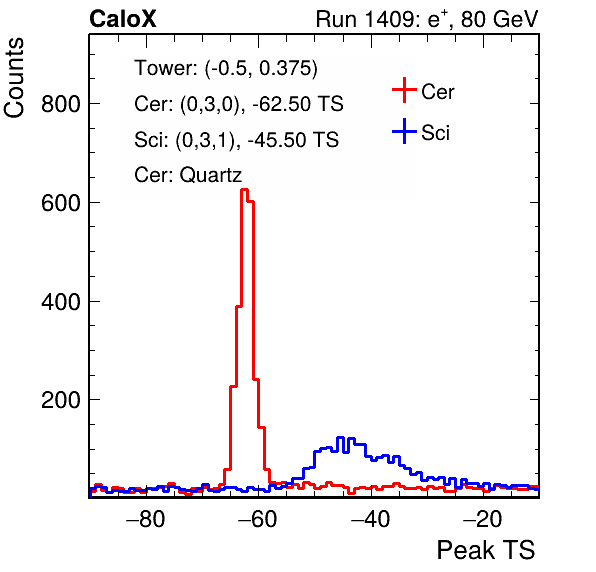 CaloX Run 1409: e⁺, 80 GeV
Counts
Tower: (-0.5, 0.375)
Cer: (0,3,0), -62.50 TS
Sci: (0,3,1), -45.50 TS
Cer: Quartz
Cer
Sci
800
600
400
200
−80 −60 −40 −20
Peak TS